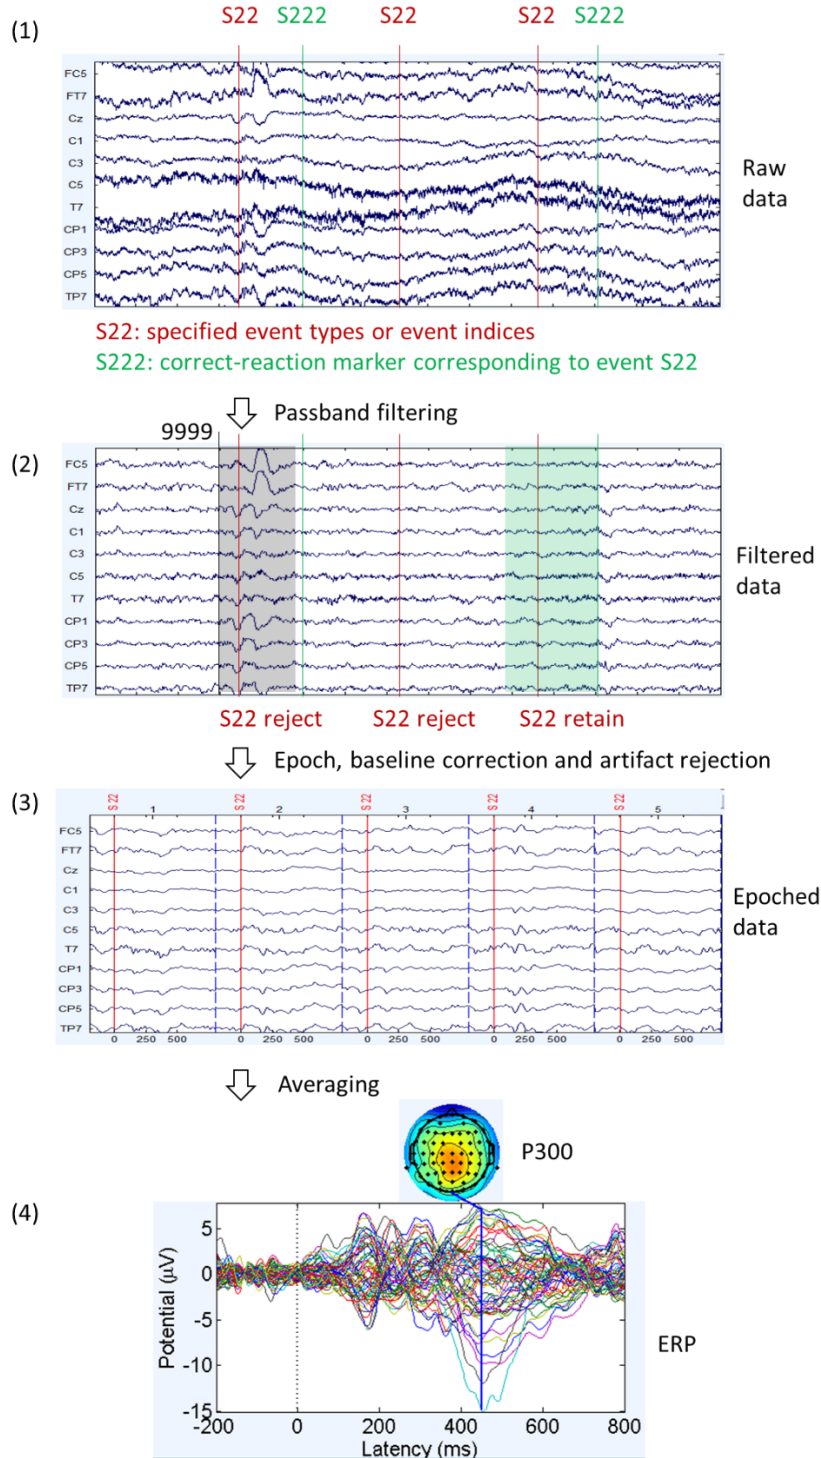 (1)
S22 S222 S22 S22 S222
FC5
FT7
Cz
C1
C3
C5
T7
CP1
CP3
CP5
TP7
Raw
data
S22: specified event types or event indices
S222: correct-reaction marker corresponding to event S22
Passband filtering
9999
(2)
FC5
FT7
Cz
C1
C3
C5
T7
CP1
CP3
CP5
TP7
Filtered
data
S22 reject S22 reject S22 retain
Epoch, baseline correction and artifact rejection
(3)
S 22 1 S 22 2 S 22 3 S 22 4 S 22 5
FC5
FT7
Cz
C1
C3
C5
T7
CP1
CP3
CP5
TP7
0 250 500 0 250 500 0 250 500 0 250 500 0 250 500
Epoched
data
Averaging
P300
(4)
Potential (µV)
5
0
-5
-10
-15
-200 0 200 400 600 800
Latency (ms)
ERP